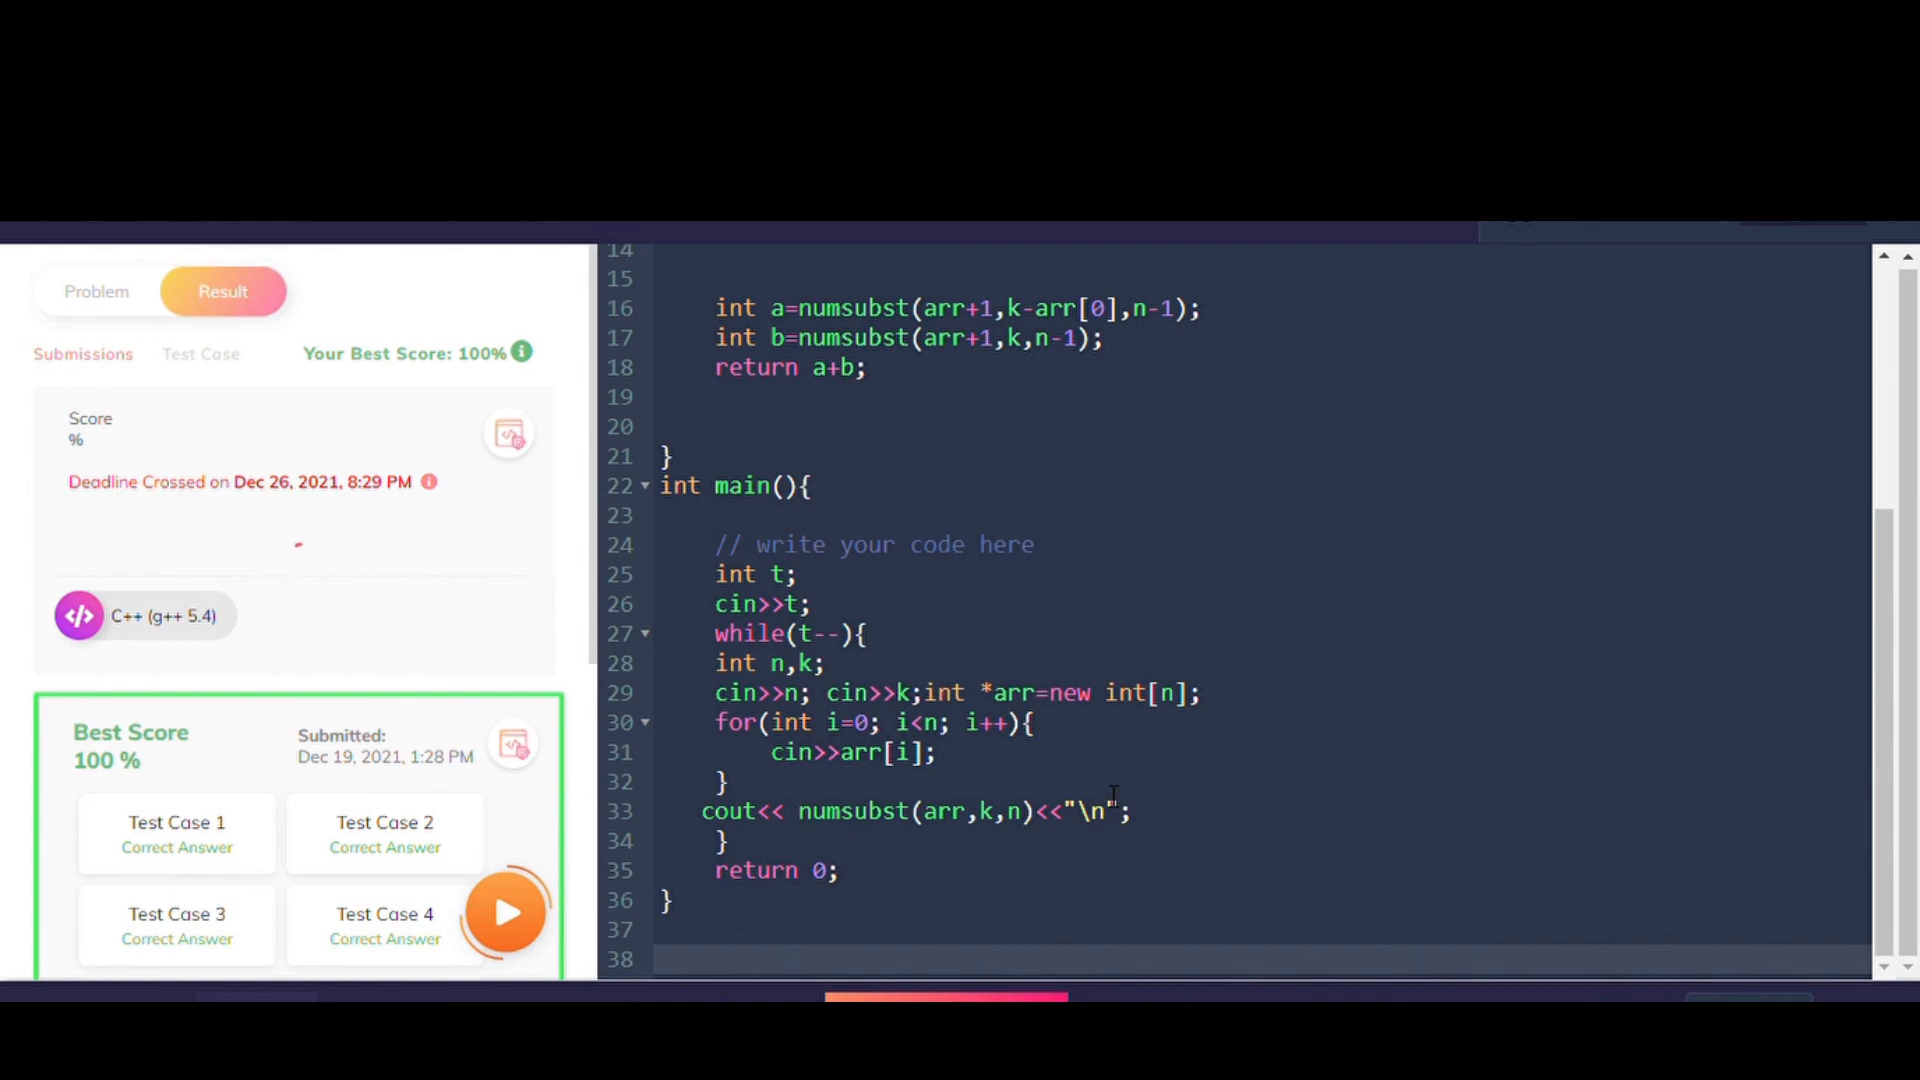 Problem
Result
Submissions
Test Case
Your Best Score: 100%
Score
%
Deadline Crossed on Dec 26, 2021, 8:29 PM
C++ (g++ 5.4)
Best Score
100 %
Submitted:
Dec 19, 2021, 1:28 PM
Test Case 1
Correct Answer
Test Case 2
Correct Answer
Test Case 3
Correct Answer
Test Case 4
Correct Answer
14
15
16 int a=numsubst(arr+1,k-arr[0],n-1);
17 int b=numsubst(arr+1,k,n-1);
18 return a+b;
19
20
21 }
22 int main(){
23
24 // write your code here
25 int t;
26 cin>>t;
27 while(t--){
28 int n,k;
29 cin>>n; cin>>k;int *arr=new int[n];
30 for(int i=0; i<n; i++){
31 cin>>arr[i];
32 }
33 cout<< numsubst(arr,k,n)<<"\n";
34 }
35 return 0;
36 }
37
38